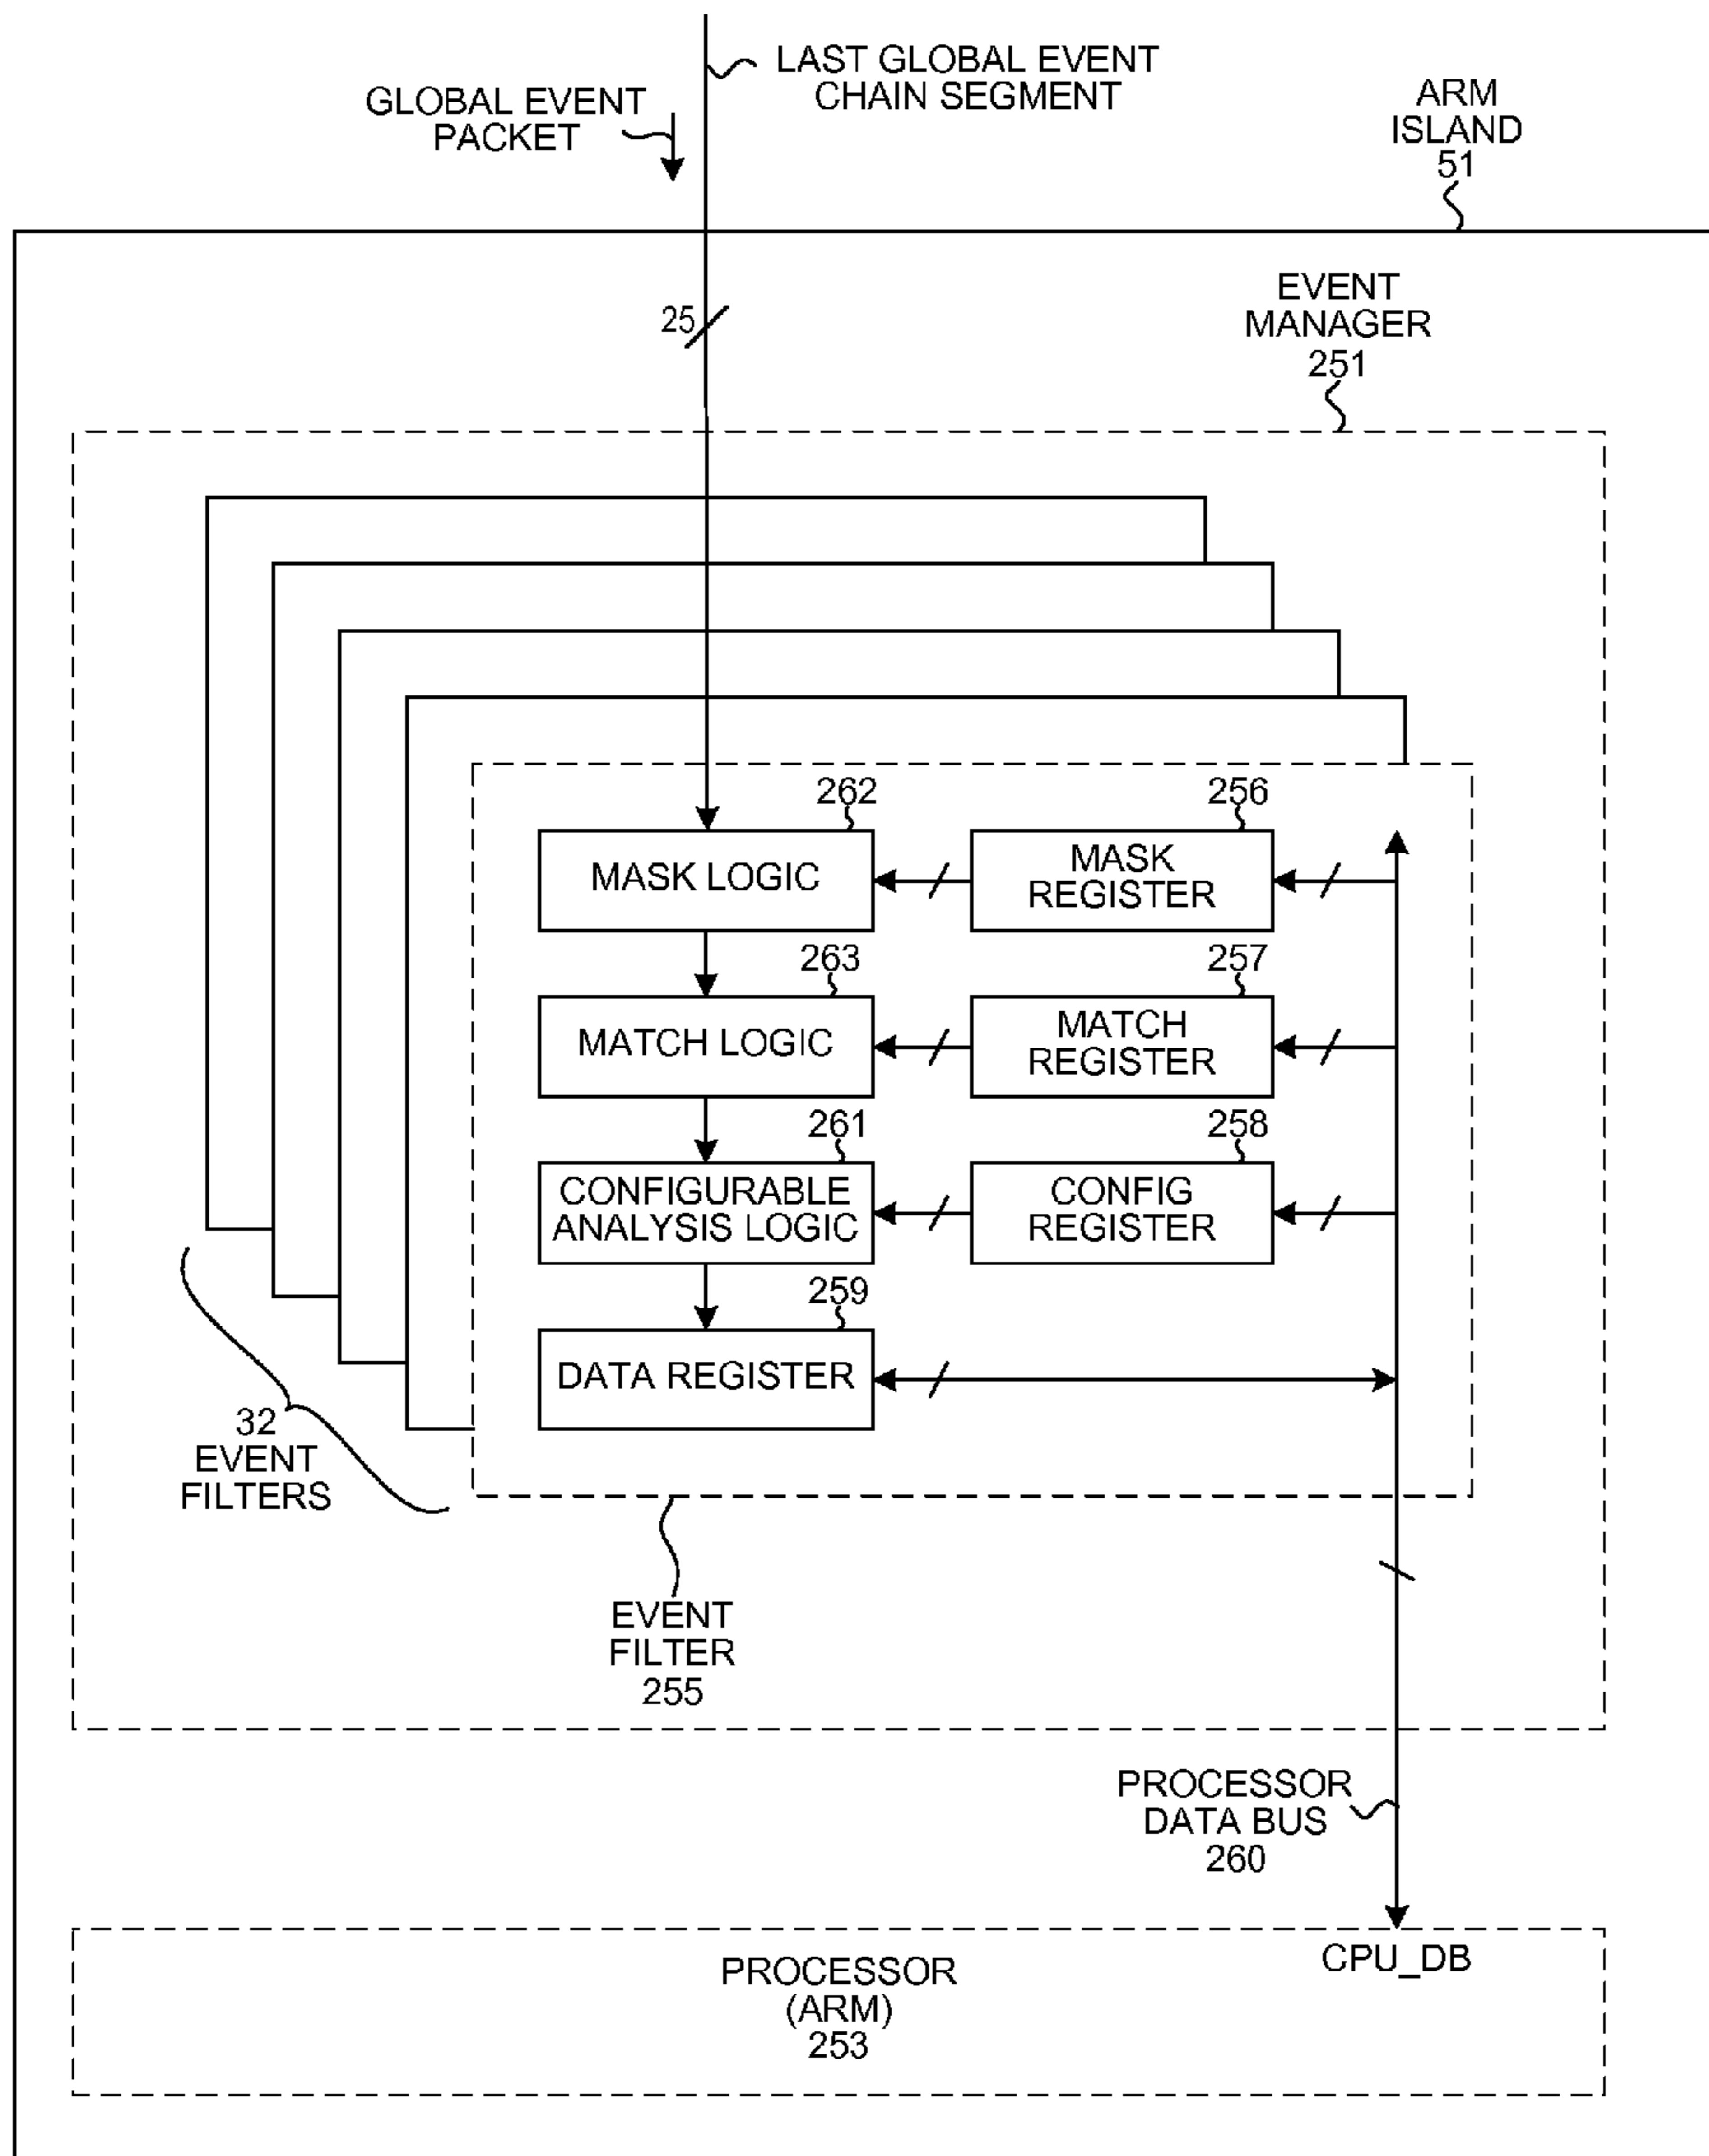 LAST GLOBAL EVENT
CHAIN SEGMENT
GLOBAL EVENT
PACKET
ARM
ISLAND
51
25
EVENT
MANAGER
251
262
256
MASK LOGIC
MASK
REGISTER
263
257
MATCH LOGIC
MATCH
REGISTER
261
258
CONFIGURABLE
ANALYSIS LOGIC
CONFIG
REGISTER
259
DATA REGISTER
32
EVENT
FILTERS
EVENT
FILTER
255
PROCESSOR
DATA BUS
260
CPU_DB
PROCESSOR
(ARM)
253